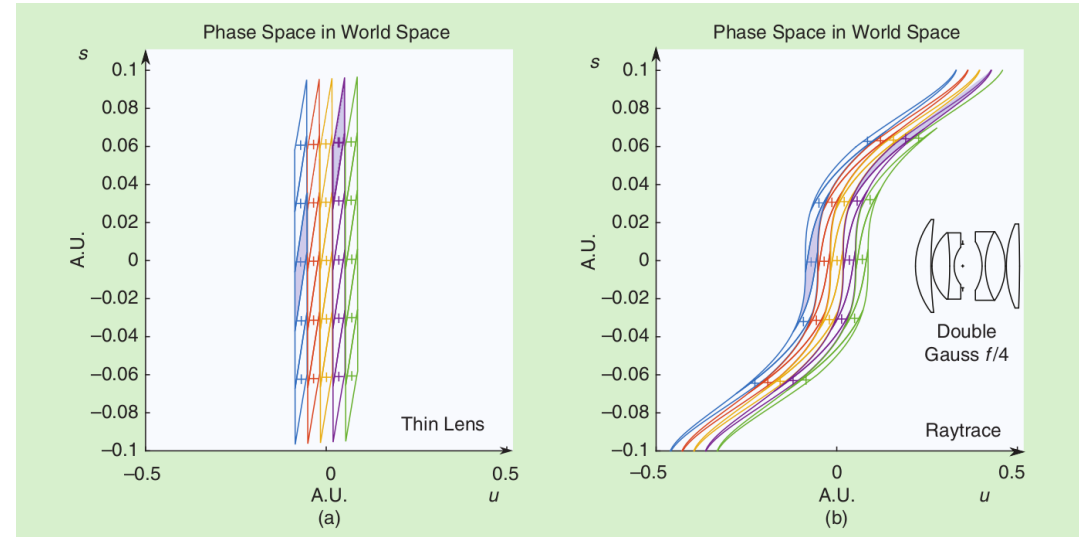 Phase Space in World Space
s
0.1
0.08
0.06
0.04
0.02
0
−0.02
−0.04
−0.06
−0.08
−0.1
A.U.
Thin Lens
−0.5
0
0.5
A.U.
u
(a)
Phase Space in World Space
s
0.1
0.08
0.06
0.04
0.02
0
−0.02
−0.04
−0.06
−0.08
−0.1
A.U.
Double
Gauss f/4
Raytrace
−0.5
0
0.5
A.U.
u
(b)